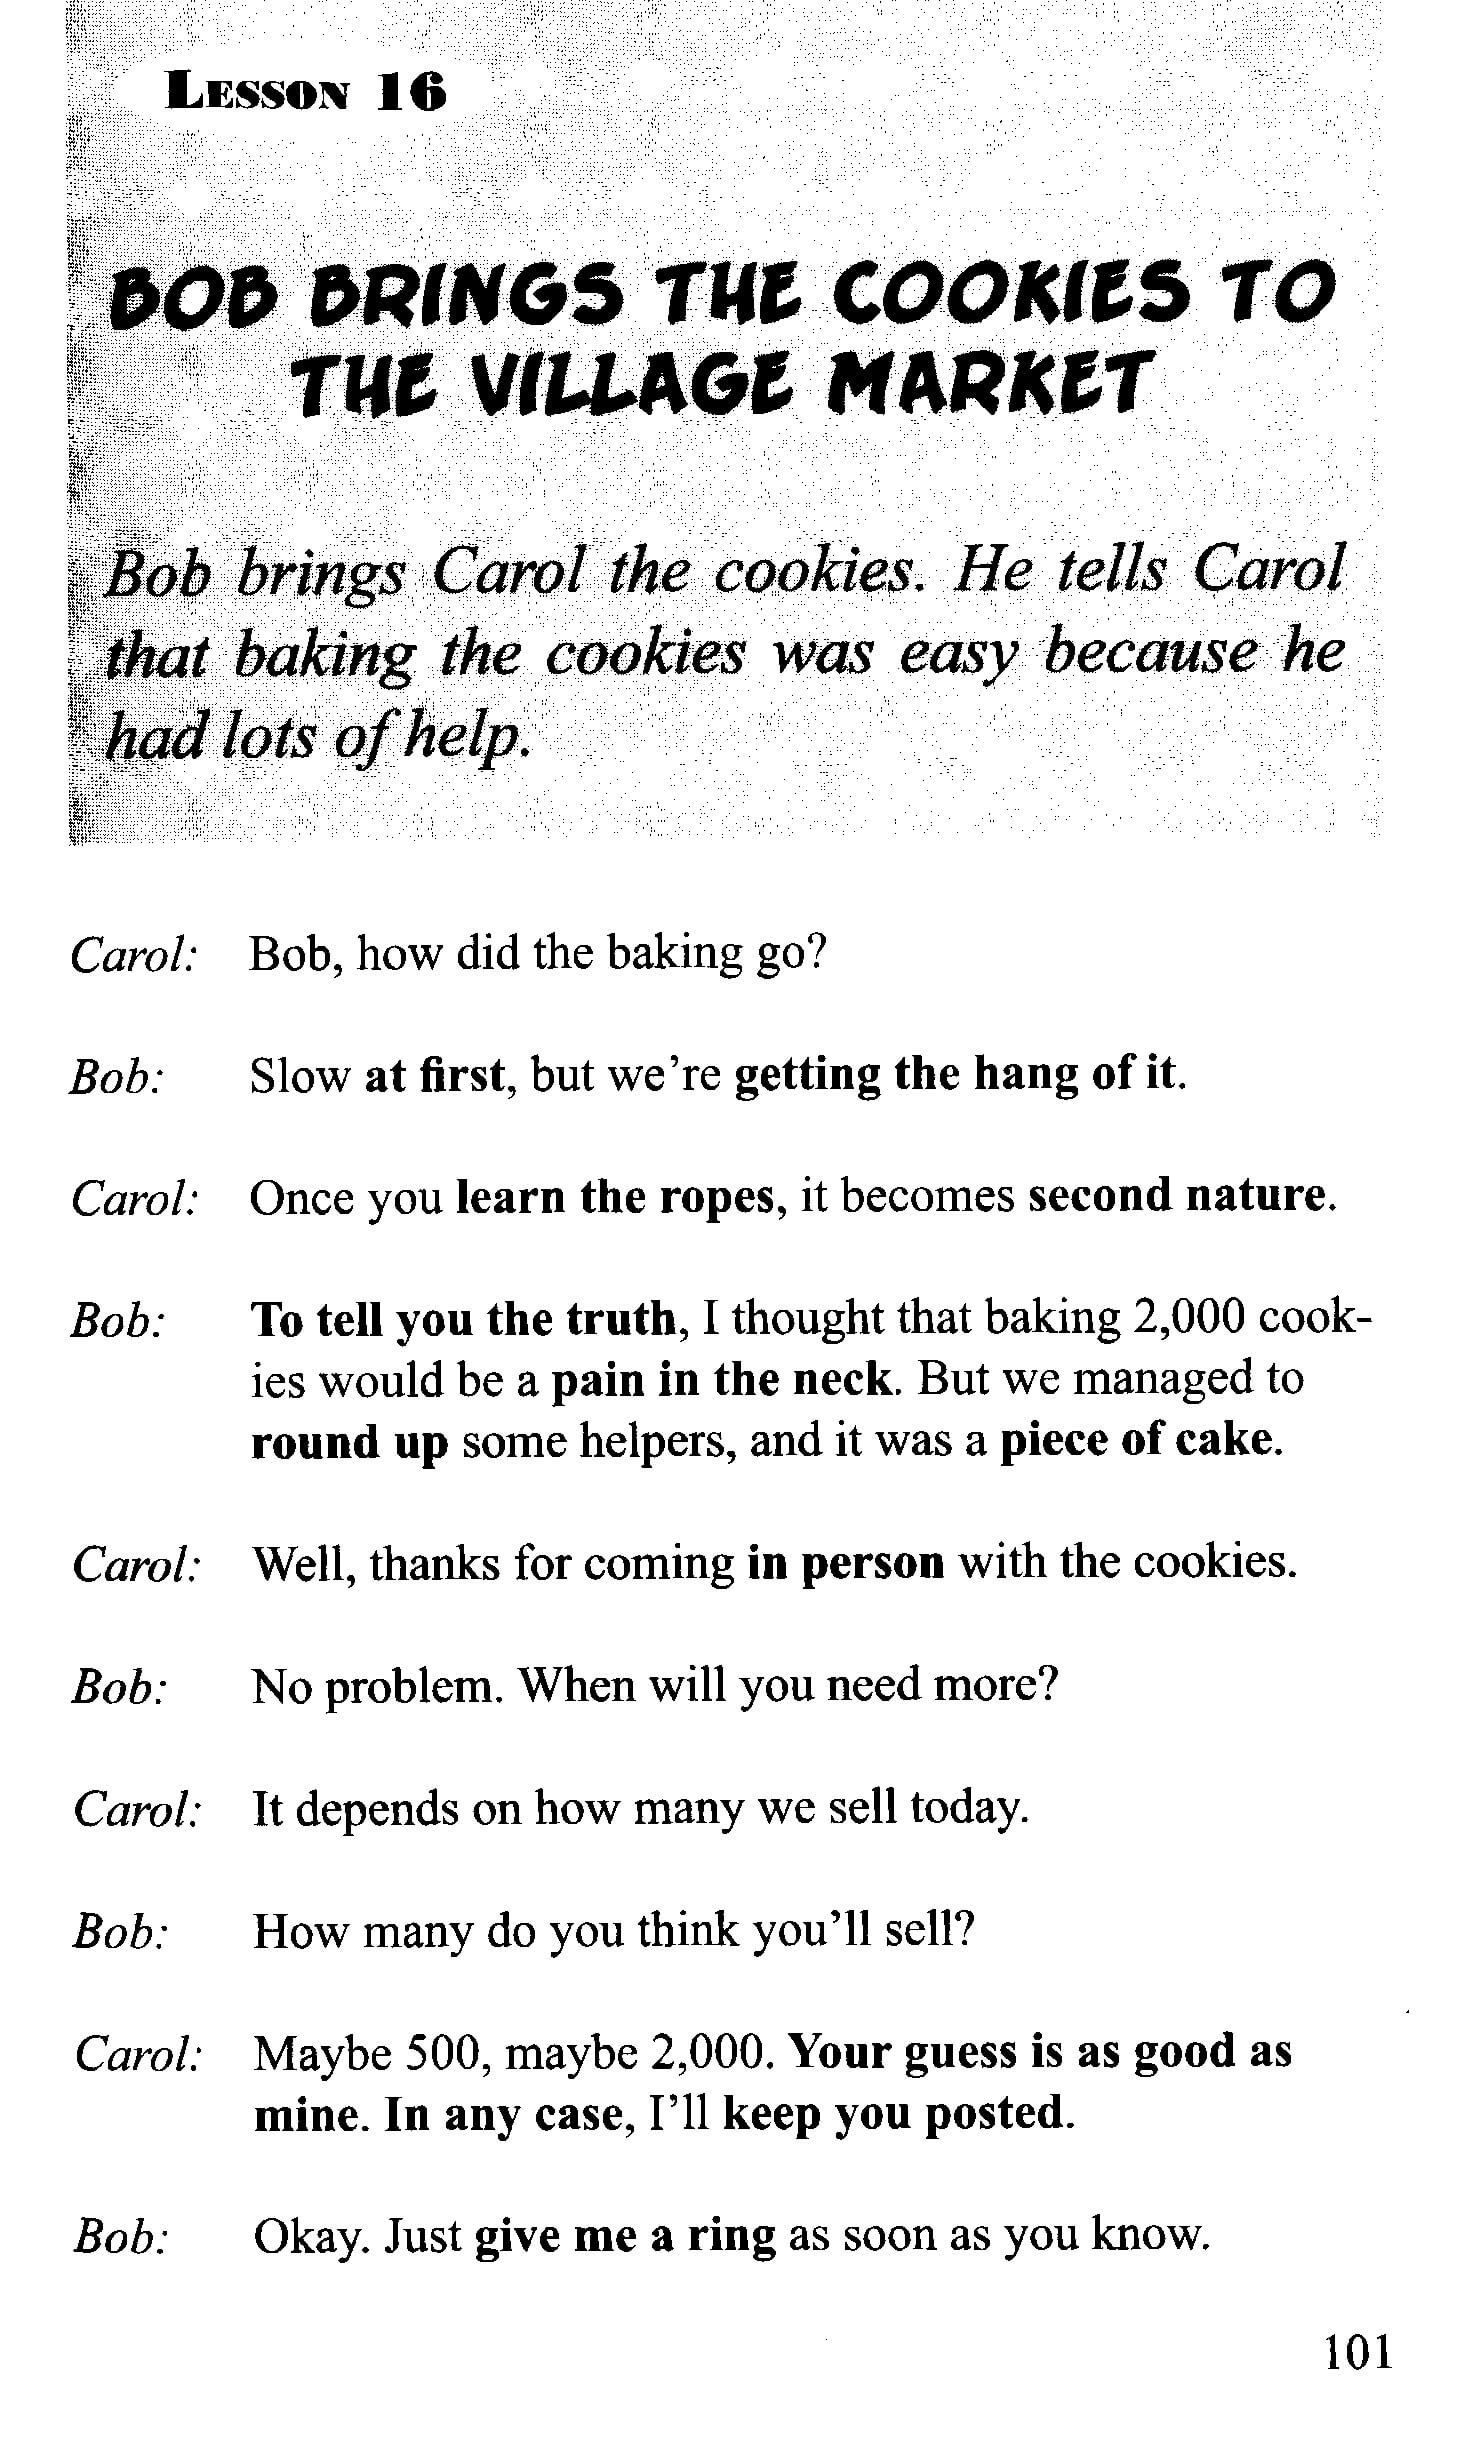 LESSON 16
BOB BRINGS THE COOKIES TO
THE VILLAGE MARKET
Bob brings Carol the cookies. He tells Carol
that baking the cookies was easy because he
had lots of help.
Carol: Bob, how did the baking go?
Bob: Slow at first, but we're getting the hang of it.
Carol: Once you learn the ropes, it becomes second nature.
Bob: To tell you the truth, I thought that baking 2,000 cook-
ies would be a pain in the neck. But we managed to
round up some helpers, and it was a piece of cake.
Carol: Well, thanks for coming in person with the cookies.
Bob: No problem. When will you need more?
Carol: It depends on how many we sell today.
Bob: How many do you think you'll sell?
Carol: Maybe 500, maybe 2,000. Your guess is as good as
mine. In any case, I'll keep you posted.
Bob: Okay. Just give me a ring as soon as you know.
101